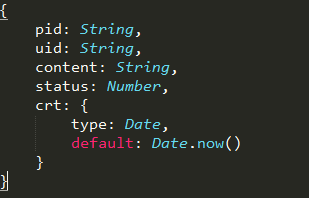 {
    pid: String,
    uid: String,
    content: String,
    status: Number,
    crt: {
        type: Date,
        default: Date.now()
    }
}